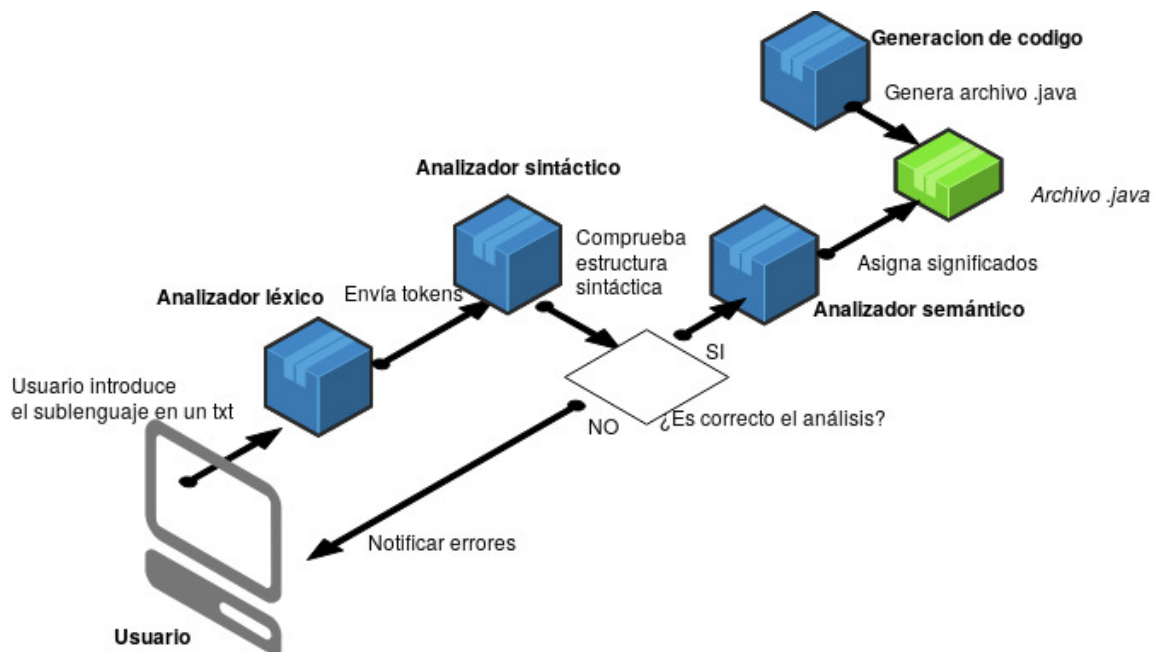 Generacion de codigo
Genera archivo .java
Analizador sintáctico
Archivo .java
Comprueba
estructura
sintáctica
Asigna significados
Analizador léxico
Envía tokens
Analizador semántico
SI
Usuario introduce
el sublenguaje en un txt
NO
¿Es correcto el análisis?
Notificar errores
Usuario